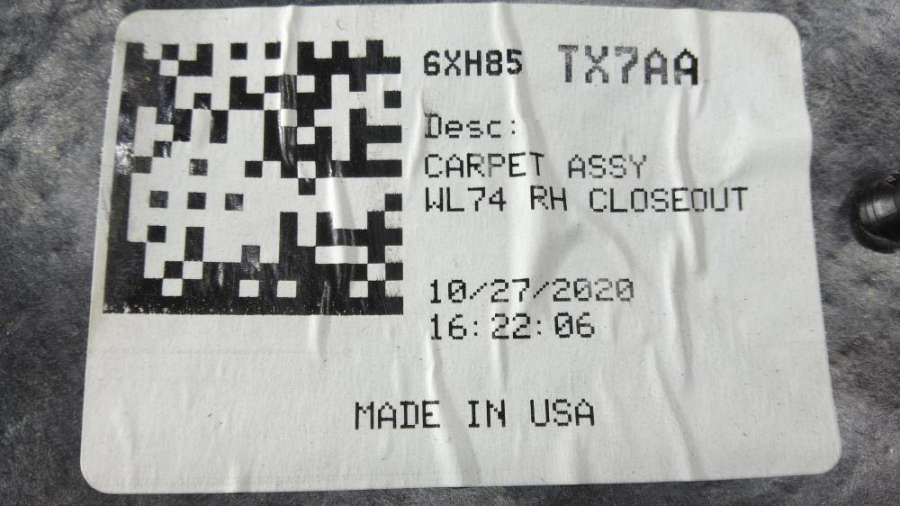 6XH85 TX7AA
Desc:
CARPET ASSY
WL74 RH CLOSEOUT
10/27/2020
16:22:06
MADE IN USA